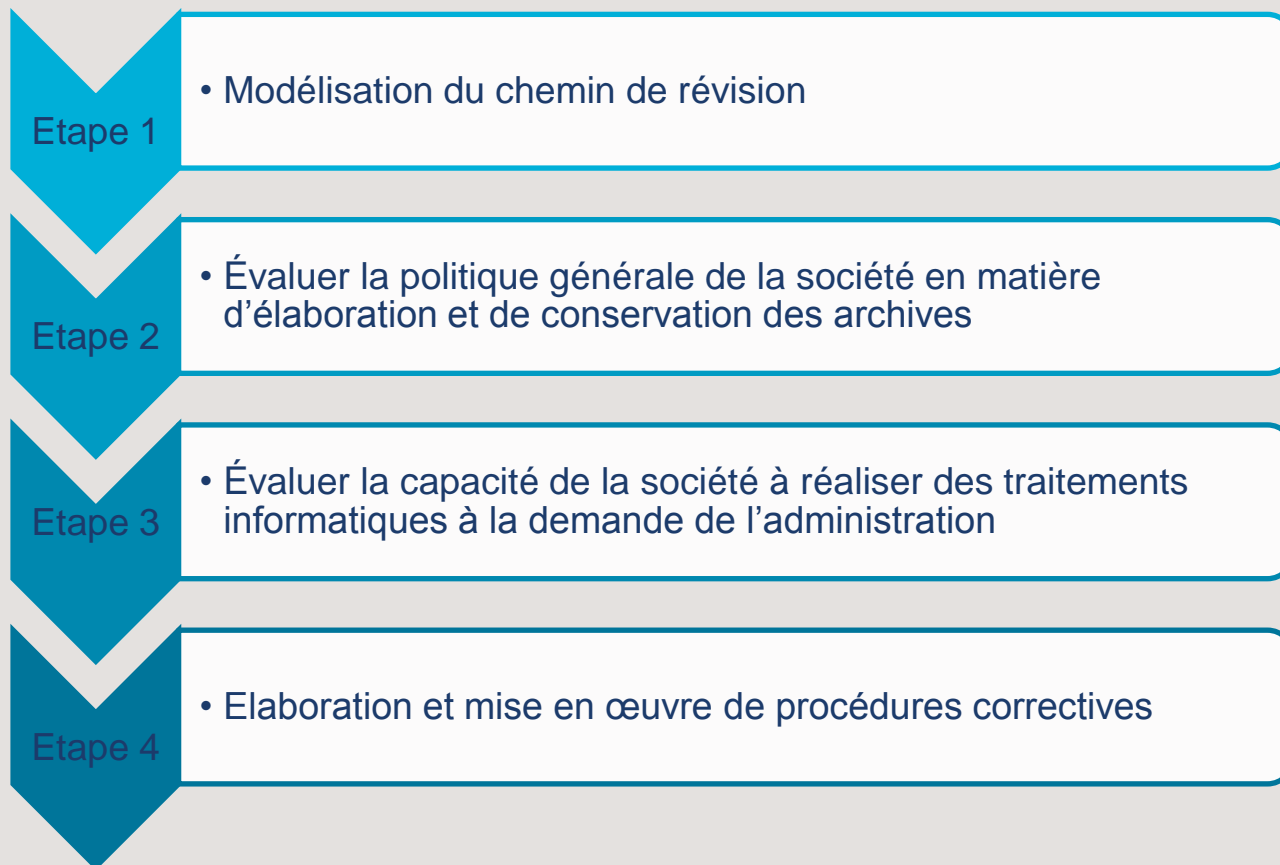 Etape 1
• Modélisation du chemin de révision
Etape 2
• Évaluer la politique générale de la société en matière
d’élaboration et de conservation des archives
Etape 3
• Évaluer la capacité de la société à réaliser des traitements
informatiques à la demande de l’administration
Etape 4
• Elaboration et mise en œuvre de procédures correctives